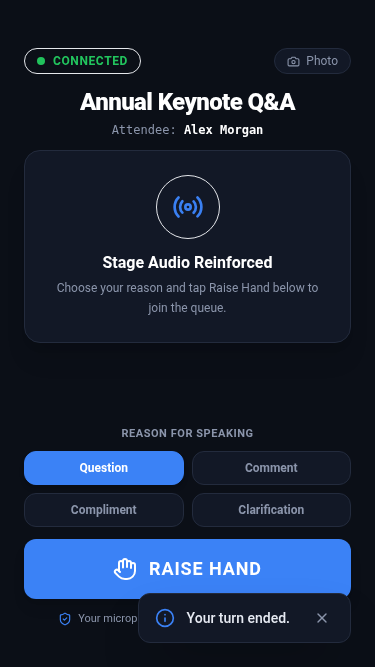 CONNECTED
Photo
Annual Keynote Q&A
Attendee: Alex Morgan
Stage Audio Reinforced
Choose your reason and tap Raise Hand below to
join the queue.
REASON FOR SPEAKING
Question
Comment
Compliment
Clarification
RAISE HAND
Your turn ended.
Your